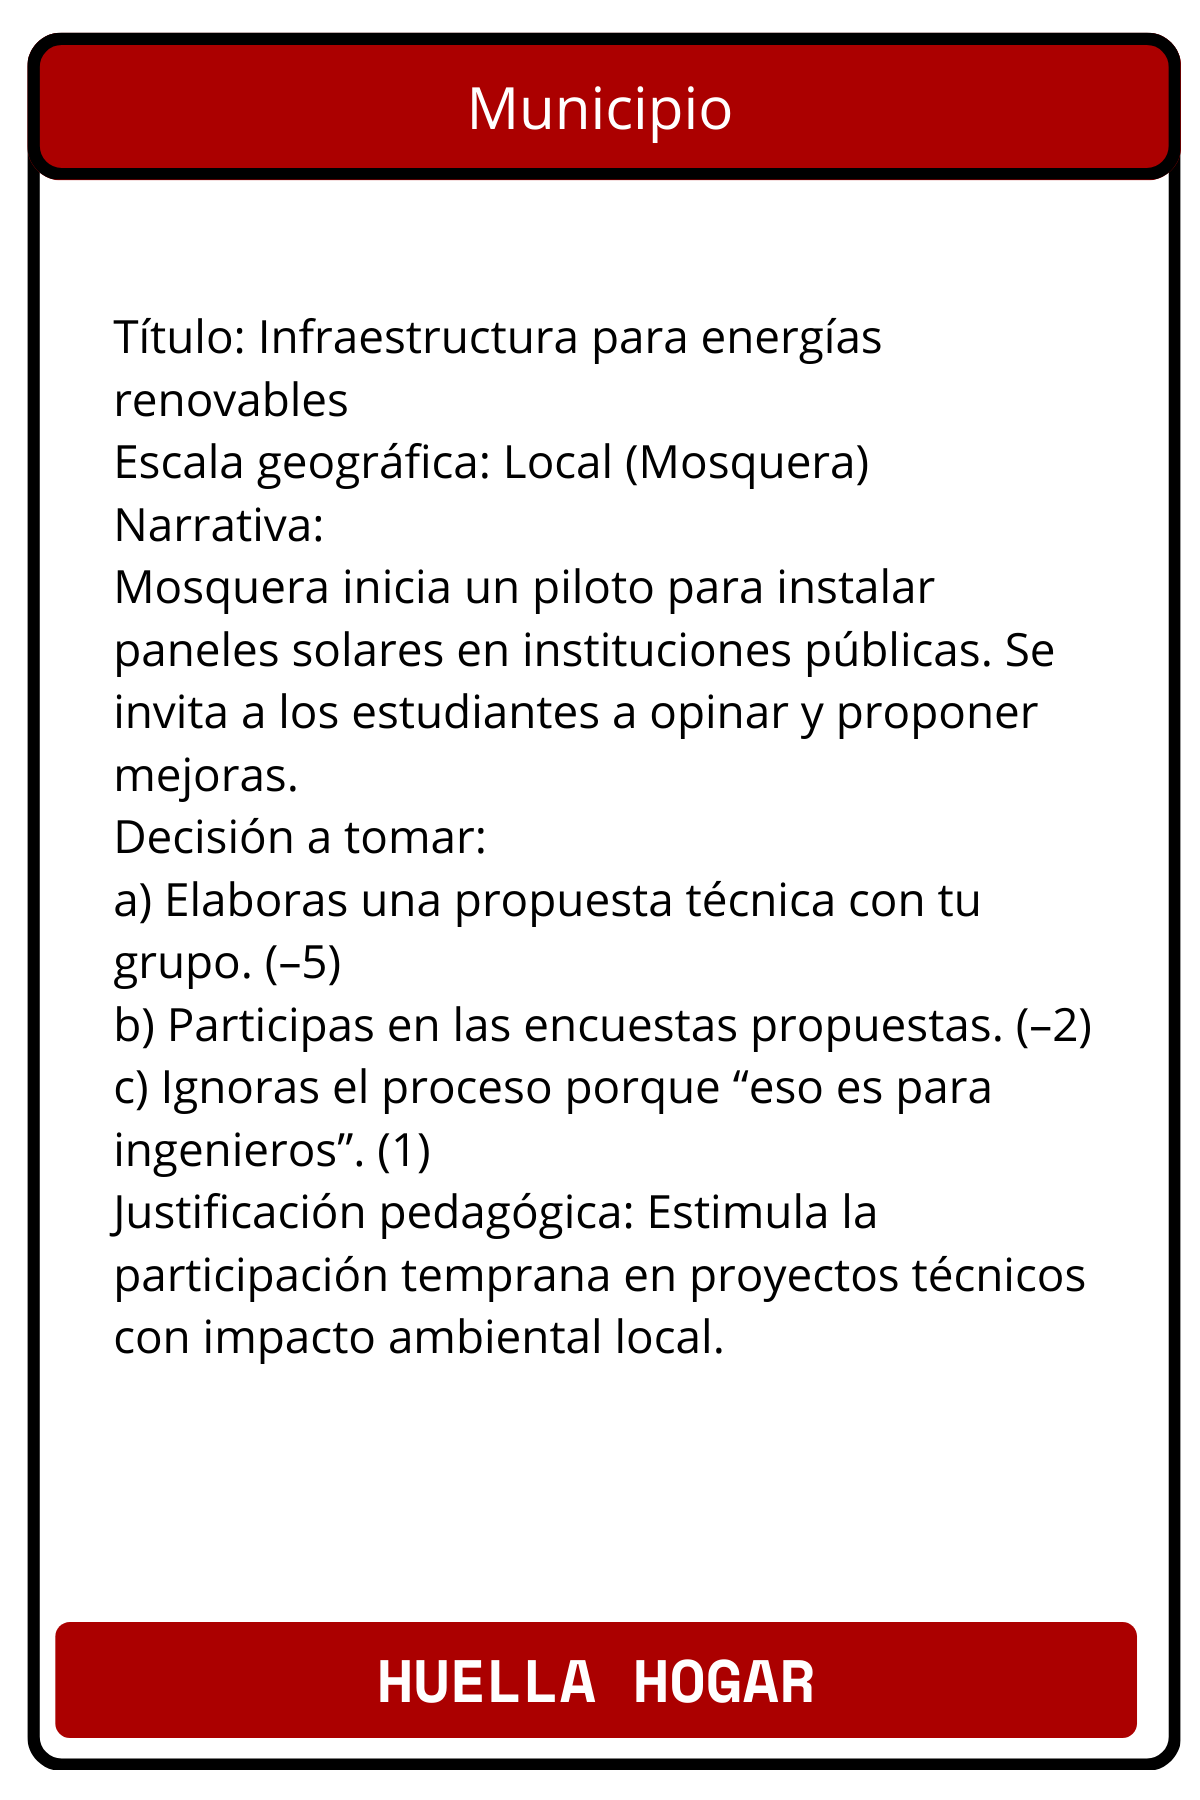 Municipio
Título: Infraestructura para energías
renovables
Escala geográfica: Local (Mosquera)
Narrativa:
Mosquera inicia un piloto para instalar
paneles solares en instituciones públicas. Se
invita a los estudiantes a opinar y proponer
mejoras.
Decisión a tomar:
a) Elaboras una propuesta técnica con tu
grupo. (–5)
b) Participas en las encuestas propuestas. (–2)
c) Ignoras el proceso porque “eso es para
ingenieros”. (1)
Justificación pedagógica: Estimula la
participación temprana en proyectos técnicos
con impacto ambiental local.
HUELLA HOGAR